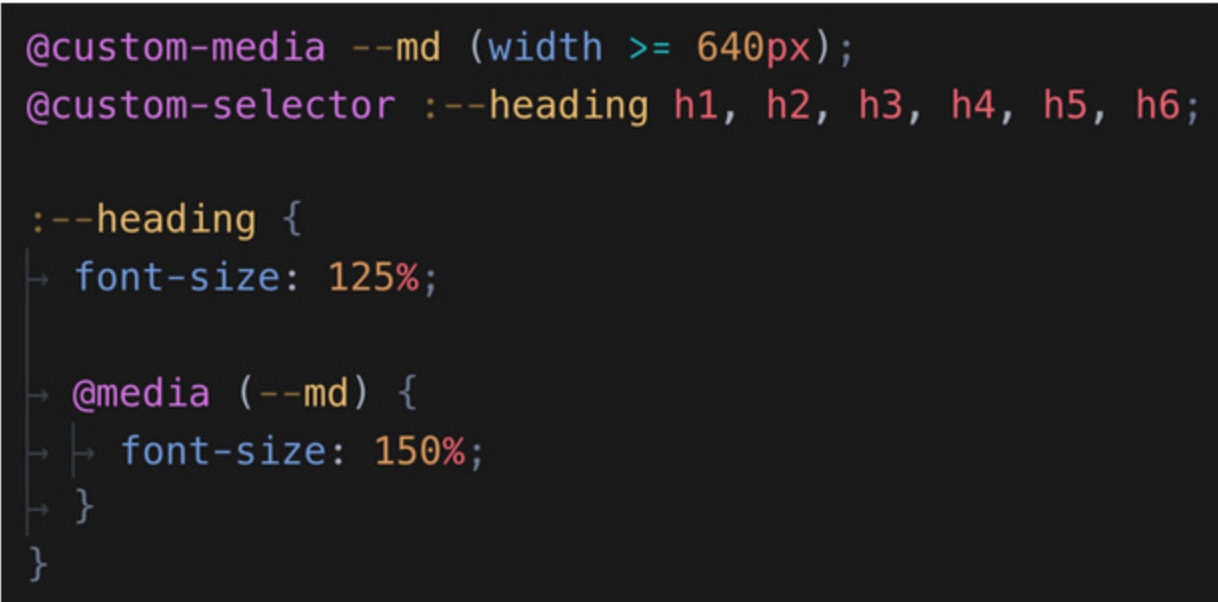 @custom-media --md (width >= 640px);
@custom-selector :--heading h1, h2, h3, h4, h5, h6;
:--heading {
font-size: 125%;
@media (--md) {
font-size: 150%;
}
}